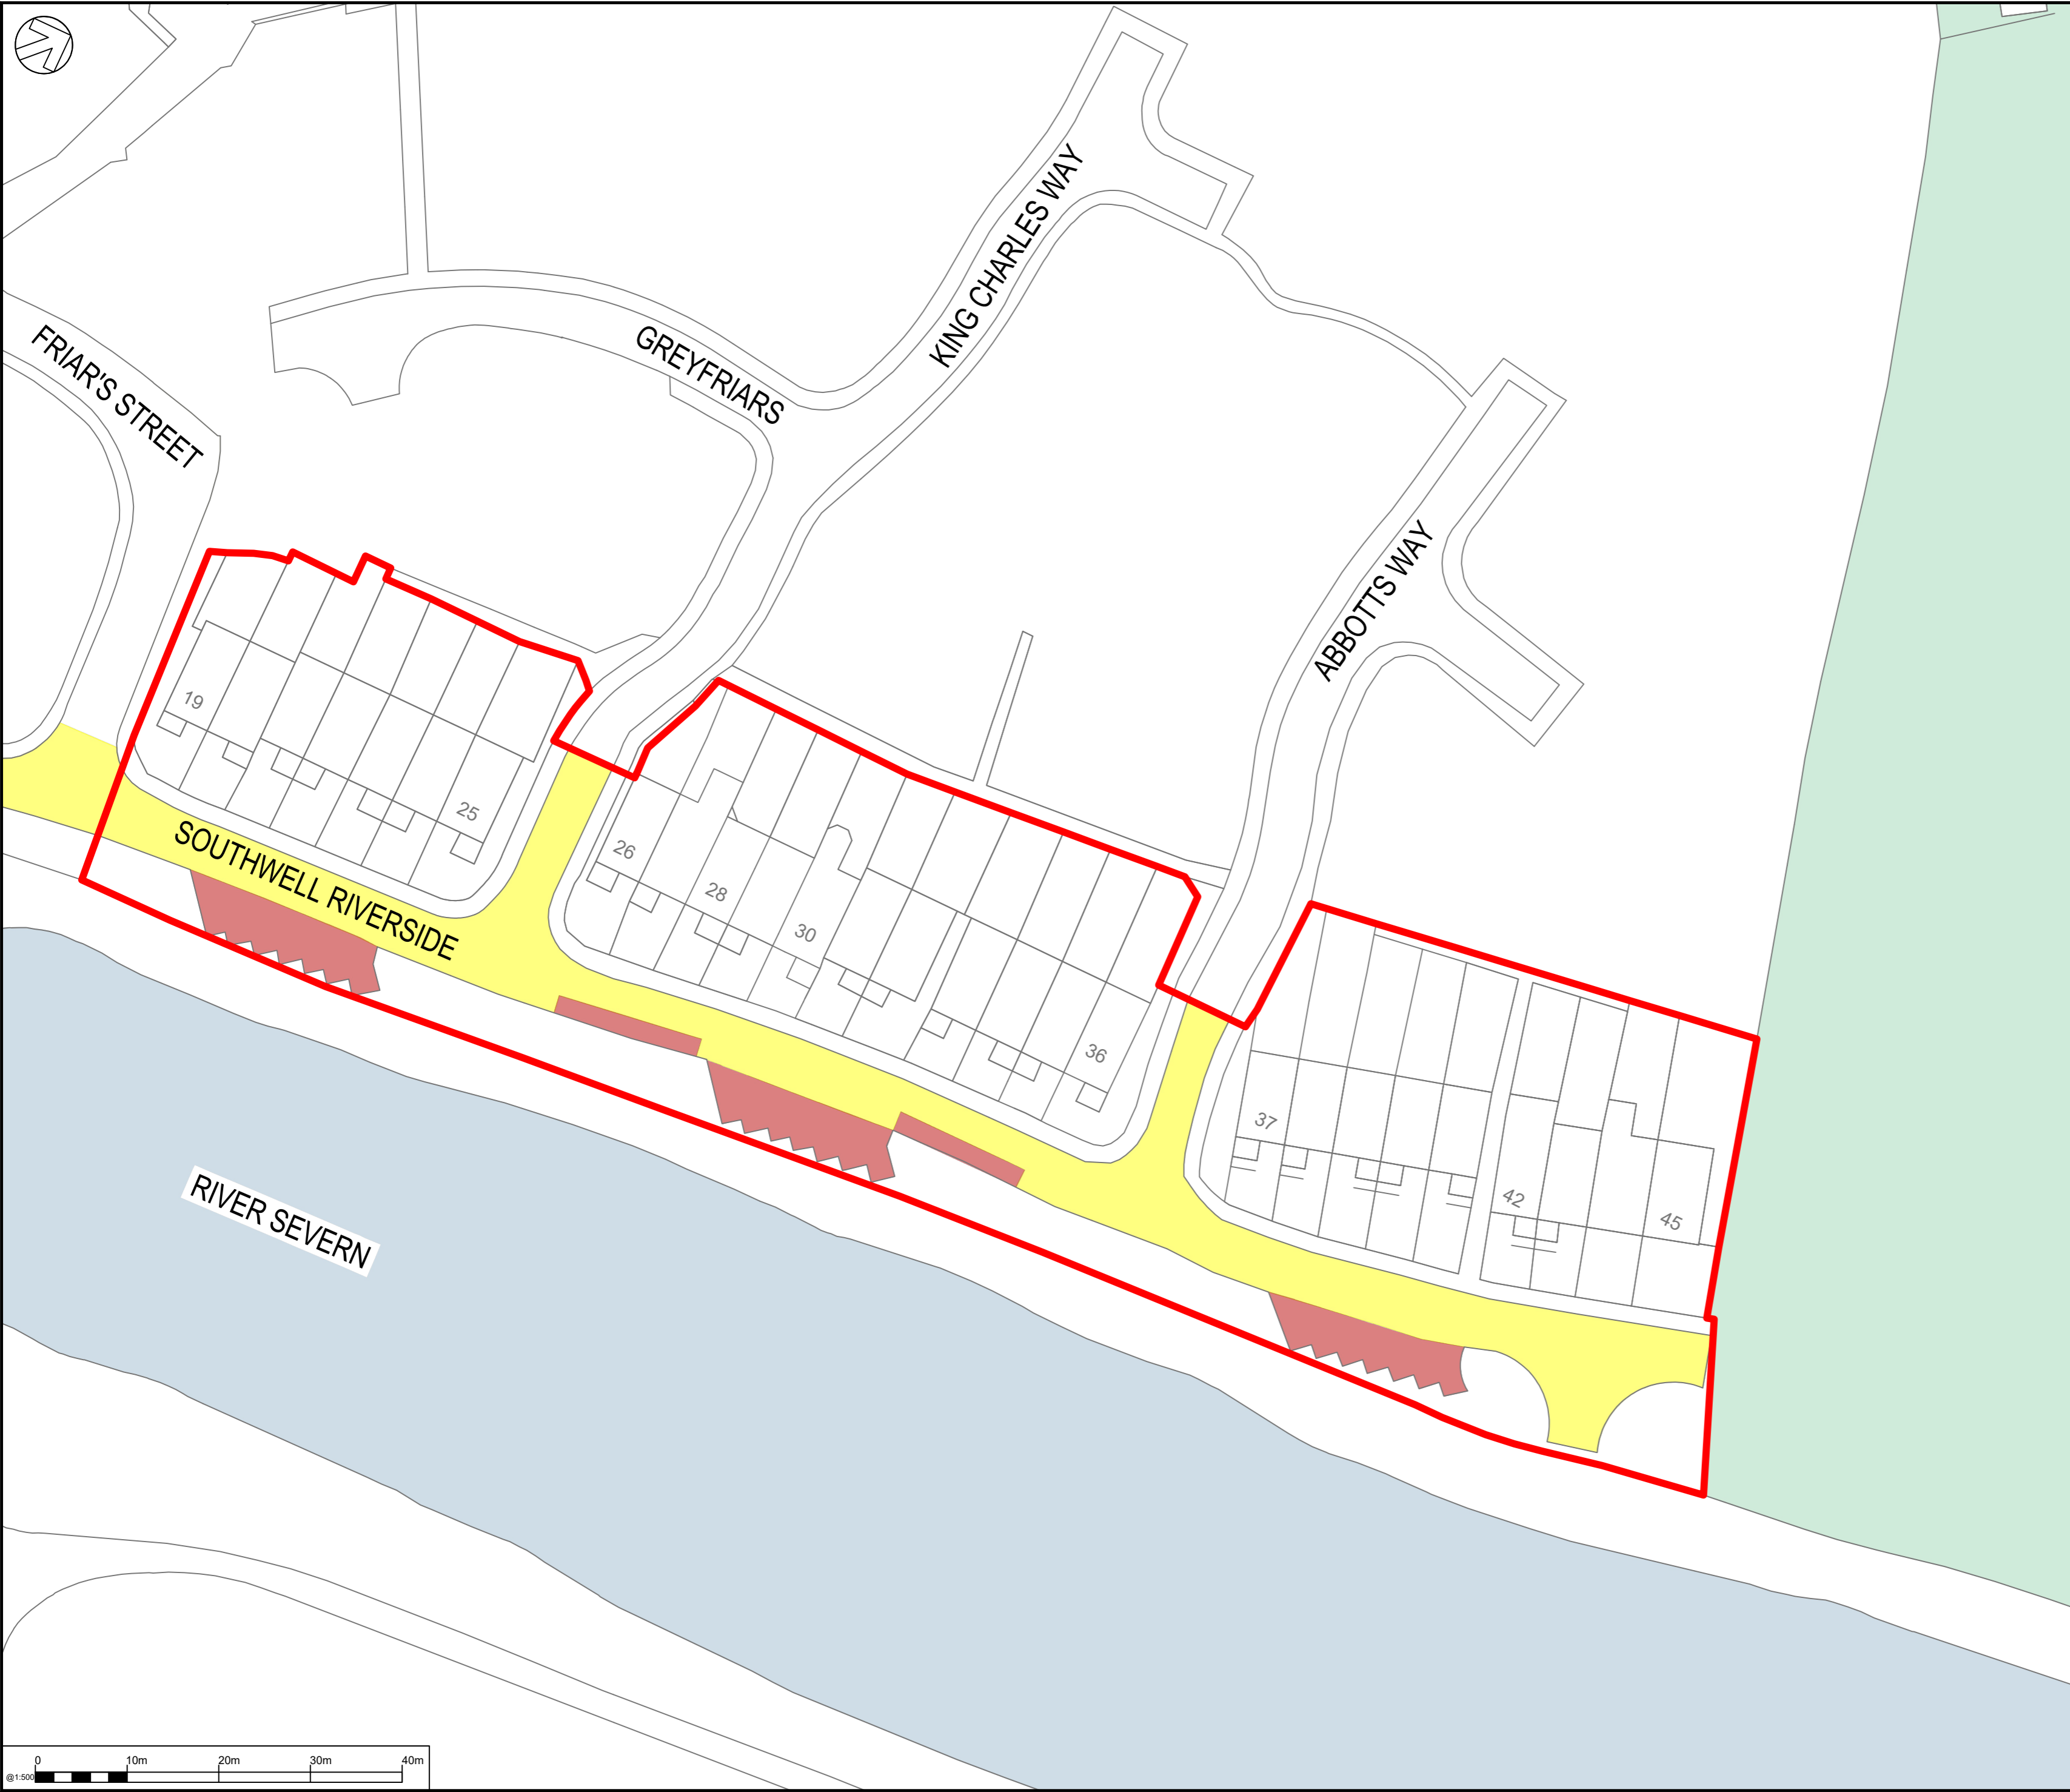 KING CHARLES WAY
GREYFRIARS
FRIAR'S STREET
ABBOTTS WAY
19
25
26
28
30
36
37
42
45
SOUTHWELL RIVERSIDE
RIVER SEVERN
0 10m 20m 30m 40m
@1:500